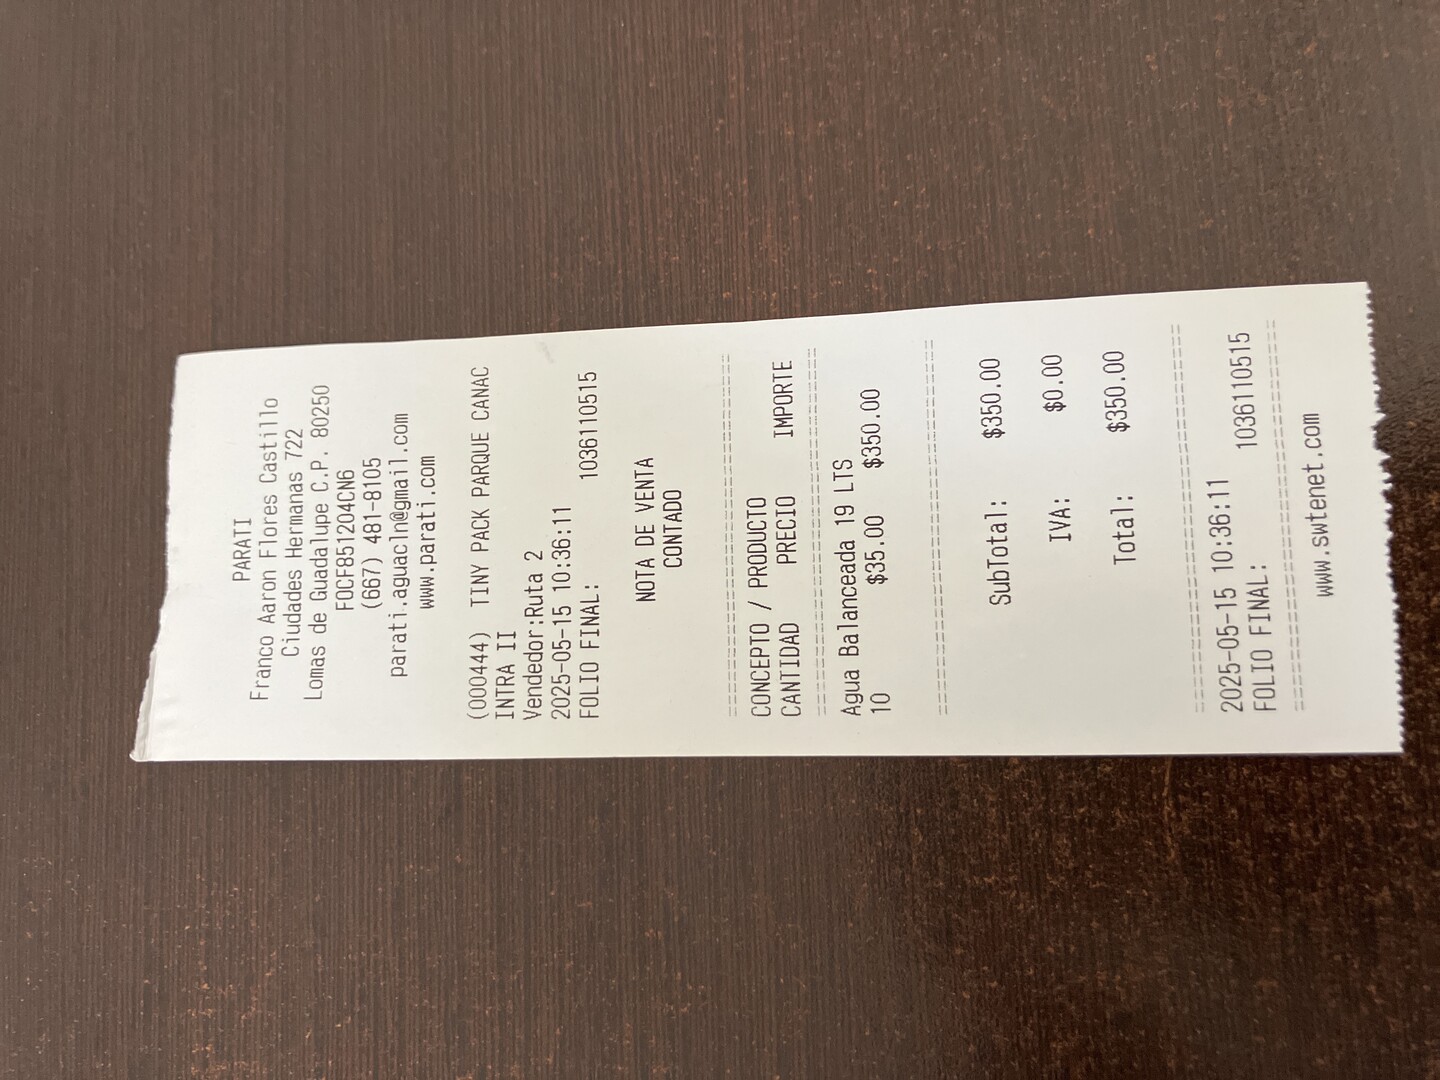 PARATI
Franco Aaron Flores Castillo
Ciudades Hermanas 722
Lomas de Guadalupe C.P. 80250
FOCF851204CN6
(667) 481-8105
parati.aguacln@gmail.com
www.parati.com
(000444) TINY PACK PARQUE CANAC
INTRA II
Vendedor:Ruta 2
2025-05-15 10:36:11
FOLIO FINAL: 1036110515
NOTA DE VENTA
CONTADO
CONCEPTO / PRODUCTO
CANTIDAD PRECIO IMPORTE
Agua Balanceada 19 LTS
10 $35.00 $350.00
SubTotal: $350.00
IVA: $0.00
Total: $350.00
2025-05-15 10:36:11
FOLIO FINAL: 1036110515
www.swtenet.com